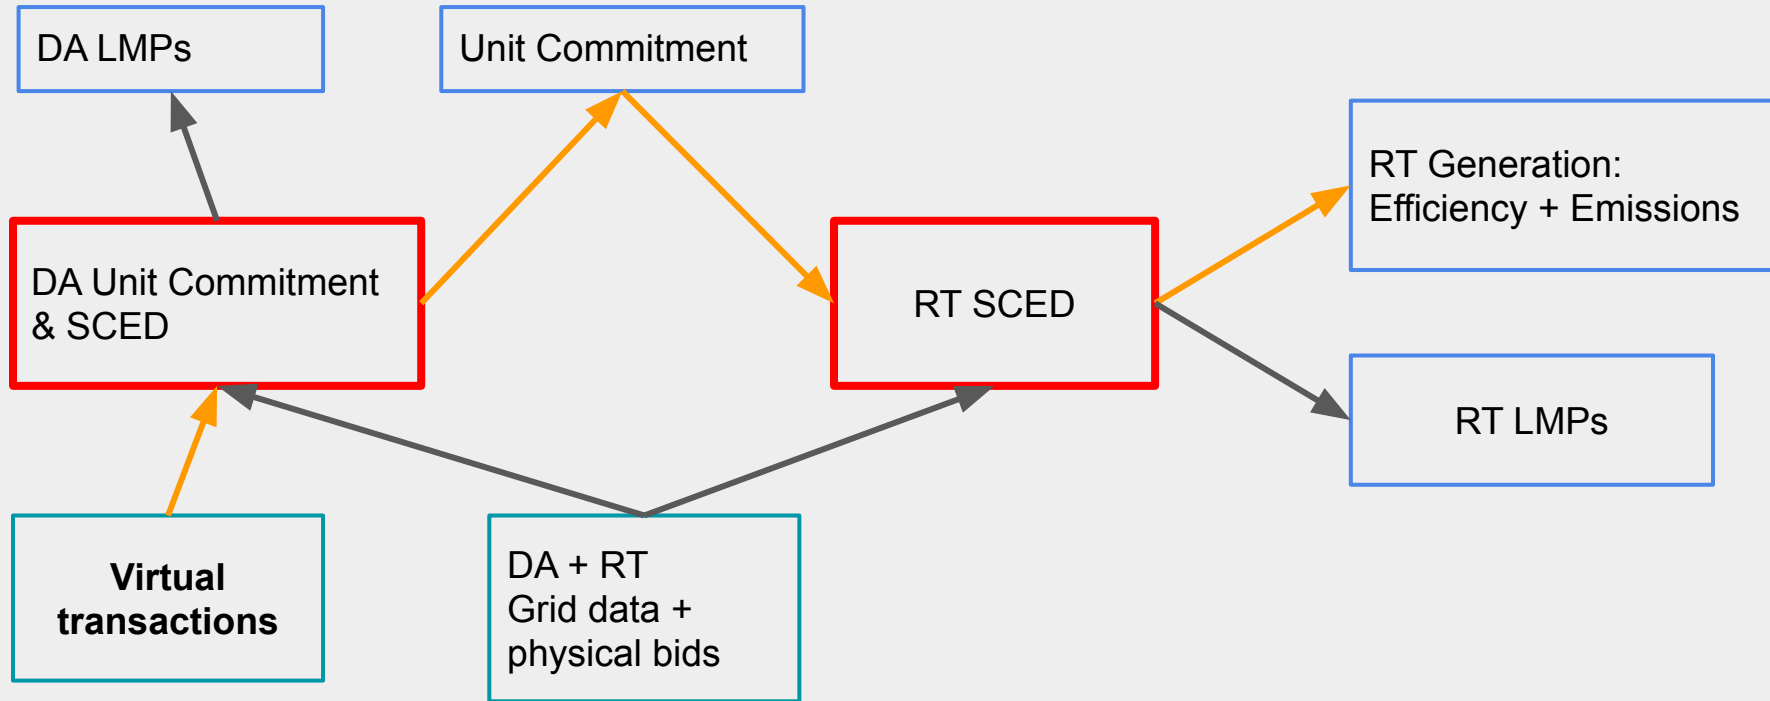 DA LMPs
Unit Commitment
RT Generation:
Efficiency + Emissions
DA Unit Commitment
& SCED
RT SCED
RT LMPs
Virtual
transactions
DA + RT
Grid data +
physical bids